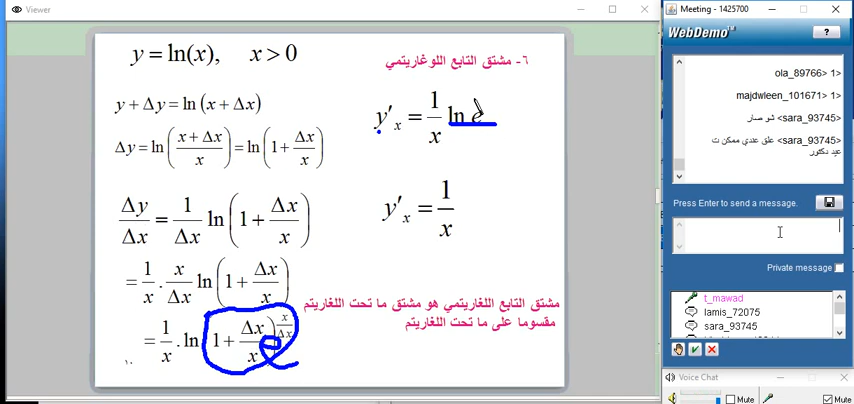 Viewer
y = ln(x), x > 0
٦- مشتق التابع اللوغاريتمي
y + Δy = ln(x + Δx)
Δy = ln((x + Δx)/x) = ln(1 + Δx/x)
Δy/Δx = 1/Δx ln(1 + Δx/x)
= 1/x · x/Δx ln(1 + Δx/x)
= 1/x · ln(1 + Δx/x)^(x/Δx)
y'ₓ = 1/x ln e
y'ₓ = 1/x
مشتق التابع اللغاريتمي هو مشتق ما تحت اللغاريتم
مقسوما على ما تحت اللغاريتم
١٠
Meeting - 1425700
WebDemo™
?
ola_89766> 1>
majdwleen_101671> 1>
sara_93745> شو صار>
sara_93745> علق عندي ممكن ت>
عيد دكتور
Press Enter to send a message.
Private message
t_mawad
lamis_72075
sara_93745
Voice Chat
Mute
Mute